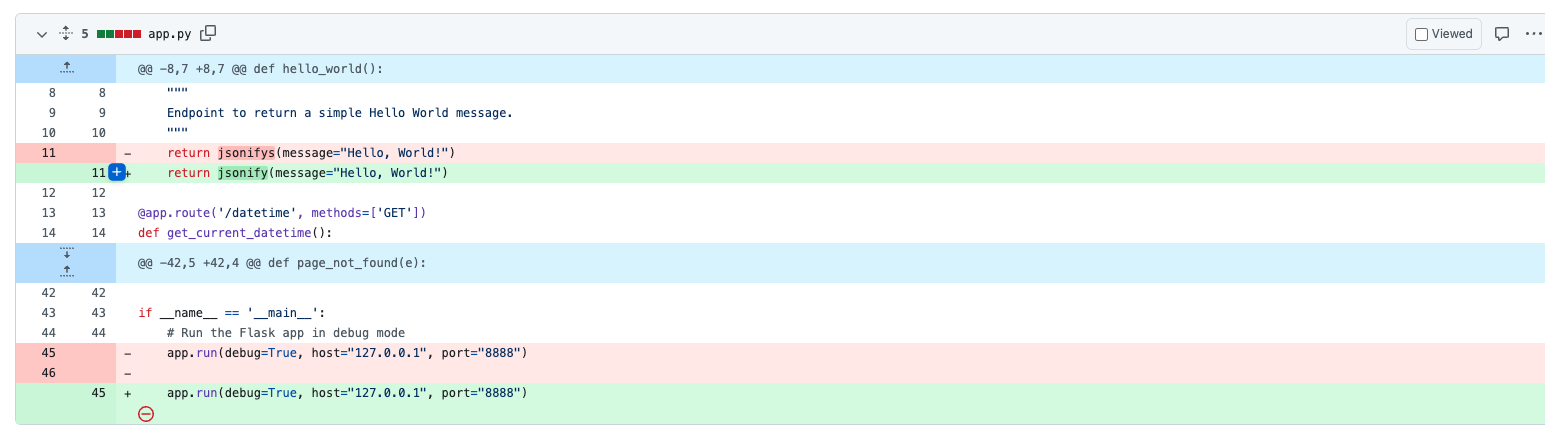 5 app.py Viewed
@@ -8,7 +8,7 @@ def hello_world():
8 8 """
9 9 Endpoint to return a simple Hello World message.
10 10 """
11 - return jsonifys(message="Hello, World!")
11 + return jsonify(message="Hello, World!")
12 12
13 13 @app.route('/datetime', methods=['GET'])
14 14 def get_current_datetime():
@@ -42,5 +42,4 @@ def page_not_found(e):
42 42
43 43 if __name__ == '__main__':
44 44 # Run the Flask app in debug mode
45 - app.run(debug=True, host="127.0.0.1", port="8888")
46 -
45 + app.run(debug=True, host="127.0.0.1", port="8888")